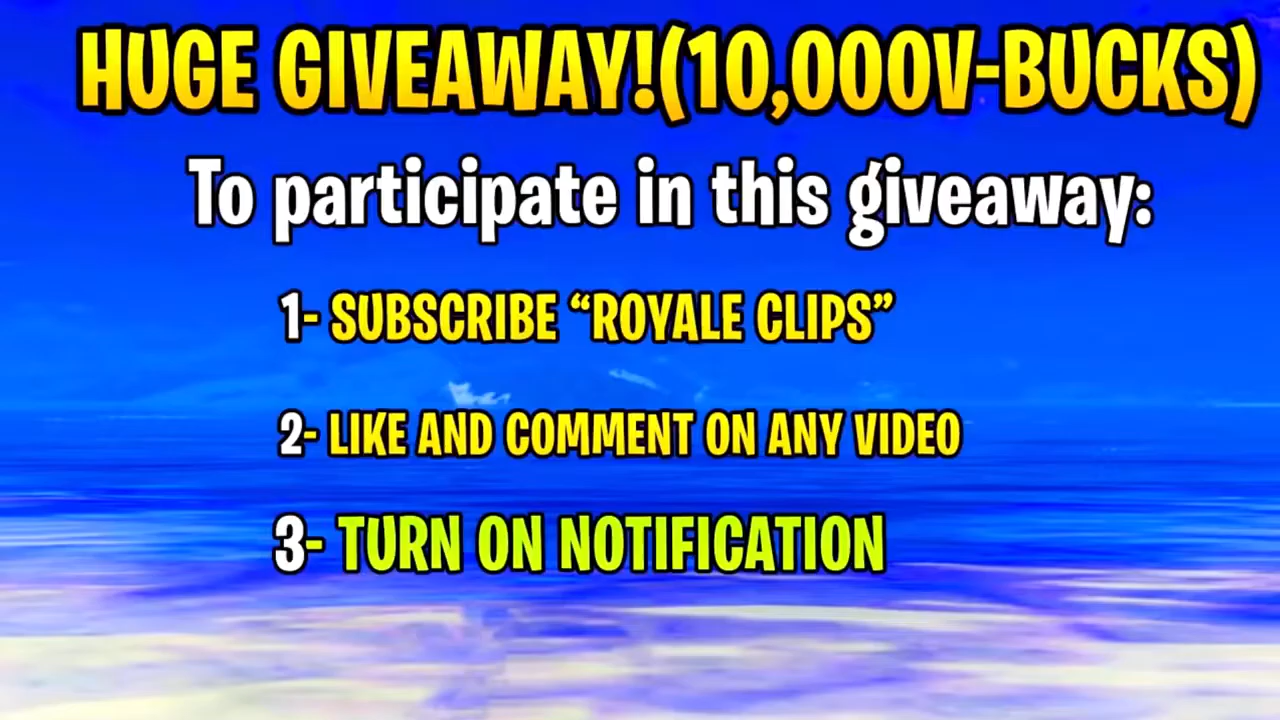 HUGE GIVEAWAY!(10,000V-BUCKS)
To participate in this giveaway:
1- SUBSCRIBE “ROYALE CLIPS”
2- LIKE AND COMMENT ON ANY VIDEO
3- TURN ON NOTIFICATION